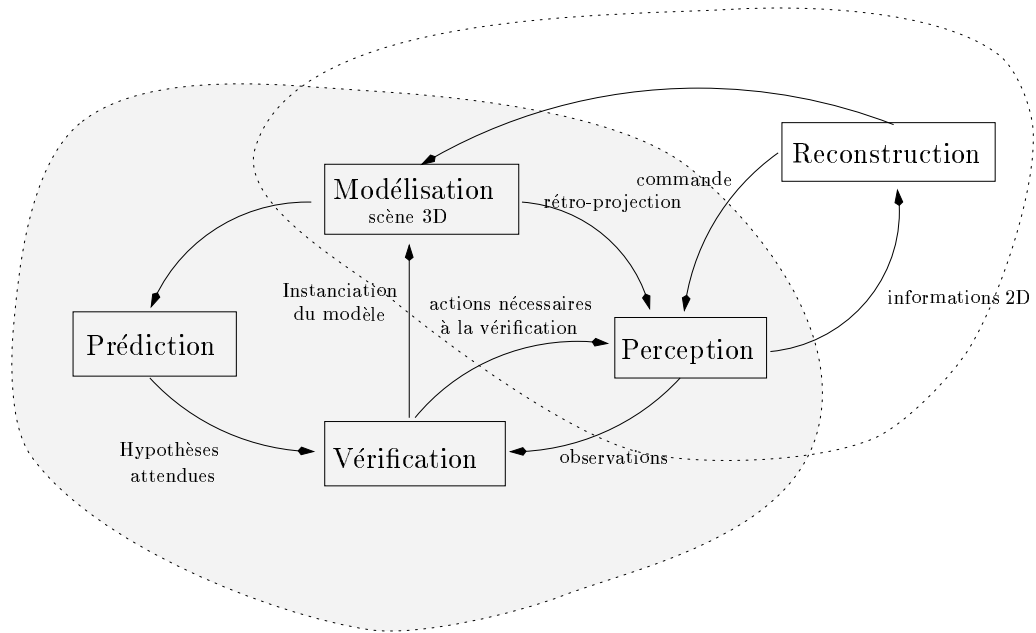 Reconstruction
commande
Modélisation
scène 3D
rétro-projection
Instanciation
du modèle
actions nécessaires
à la vérification
informations 2D
Prédiction
Perception
Hypothèses
attendues
Vérification
observations